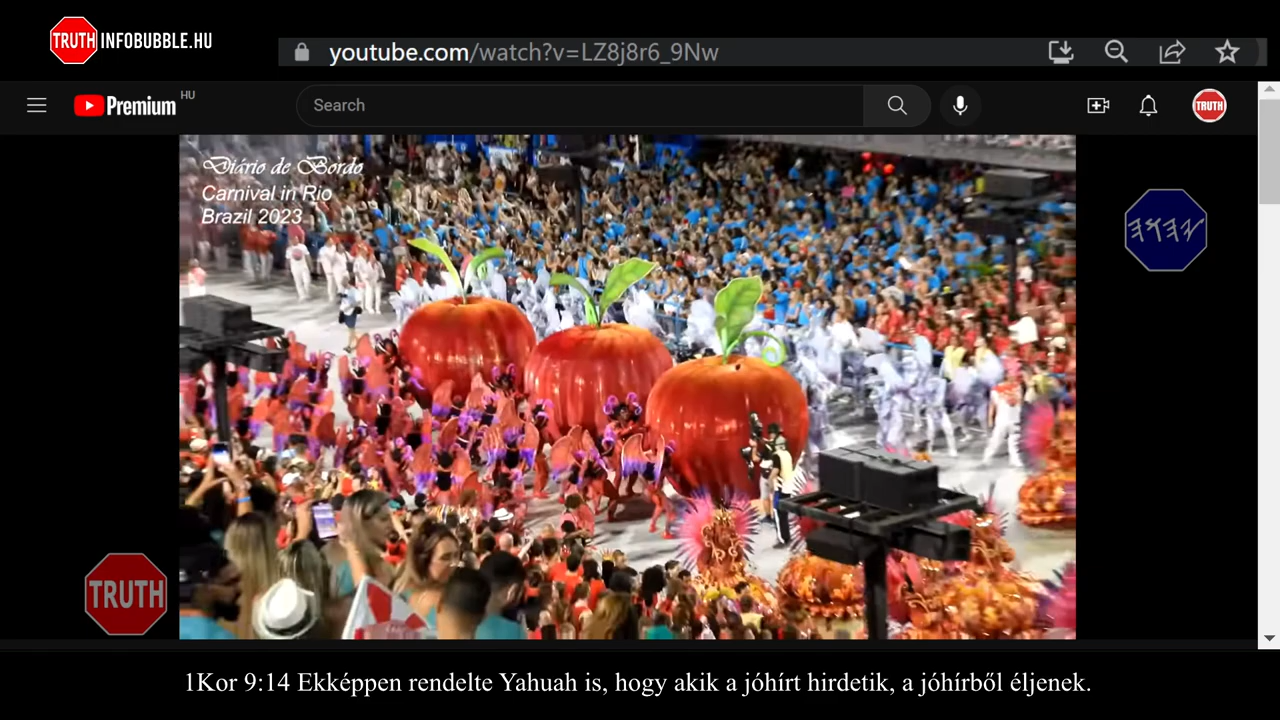 TRUTH INFOBUBBLE.HU
youtube.com/watch?v=LZ8j8r6_9Nw
Premium HU
Search
TRUTH
Diário de Bordo
Carnival in Rio
Brazil 2023
𐤉𐤄𐤅𐤄
TRUTH
1Kor 9:14 Ekképpen rendelte Yahuah is, hogy akik a jóhírt hirdetik, a jóhírből éljenek.